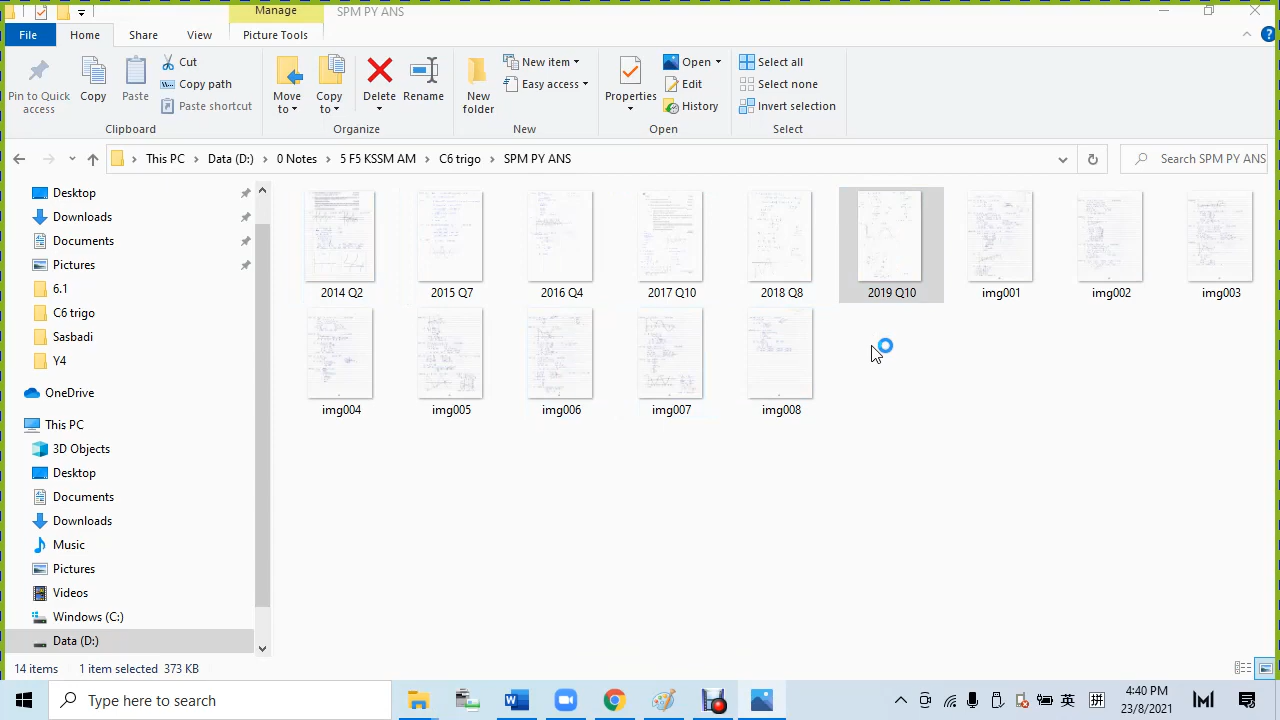 Manage
SPM PY ANS
File
Home
Share
View
Picture Tools
Pin to Quick access
Copy
Paste
Cut
Copy path
Paste shortcut
Clipboard
Move to
Copy to
Delete
Rename
Organize
New folder
New item
Easy access
New
Properties
Open
Edit
History
Open
Select all
Select none
Invert selection
Select
This PC
Data (D:)
0 Notes
5 F5 KSSM AM
C6 trigo
SPM PY ANS
Search SPM PY ANS
Desktop
Downloads
Documents
Pictures
6.1
C6 trigo
Sasbadi
Y4
OneDrive
This PC
3D Objects
Desktop
Documents
Downloads
Music
Pictures
Videos
Windows (C:)
Data (D:)
2014 Q2
2015 Q7
2016 Q4
2017 Q10
2018 Q8
2019 Q10
img001
img002
img003
img004
img005
img006
img007
img008
14 items
1 item selected 373 KB
Type here to search
英
拼
4:40 PM
23/8/2021